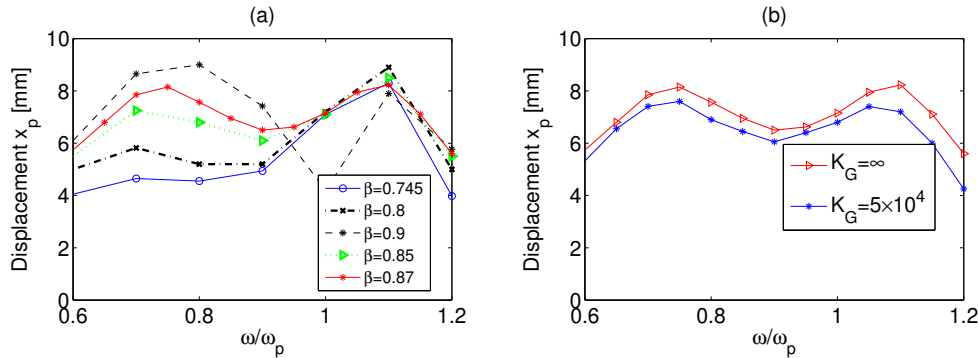 (a)
Displacement x_p [mm]
10
8
6
4
2
0
0.6
0.8
1
1.2
ω/ω_p
β=0.745
β=0.8
β=0.9
β=0.85
β=0.87
(b)
Displacement x_p [mm]
10
8
6
4
2
0
0.6
0.8
1
1.2
ω/ω_p
K_G=∞
K_G=5×10^4